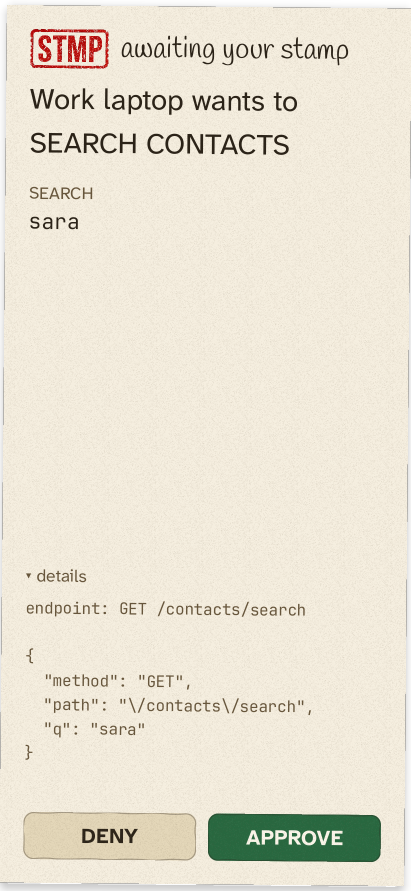 STMP awaiting your stamp
Work laptop wants to
SEARCH CONTACTS
SEARCH
sara
▾ details
endpoint: GET /contacts/search
{
  "method": "GET",
  "path": "\/contacts\/search",
  "q": "sara"
}
DENY APPROVE